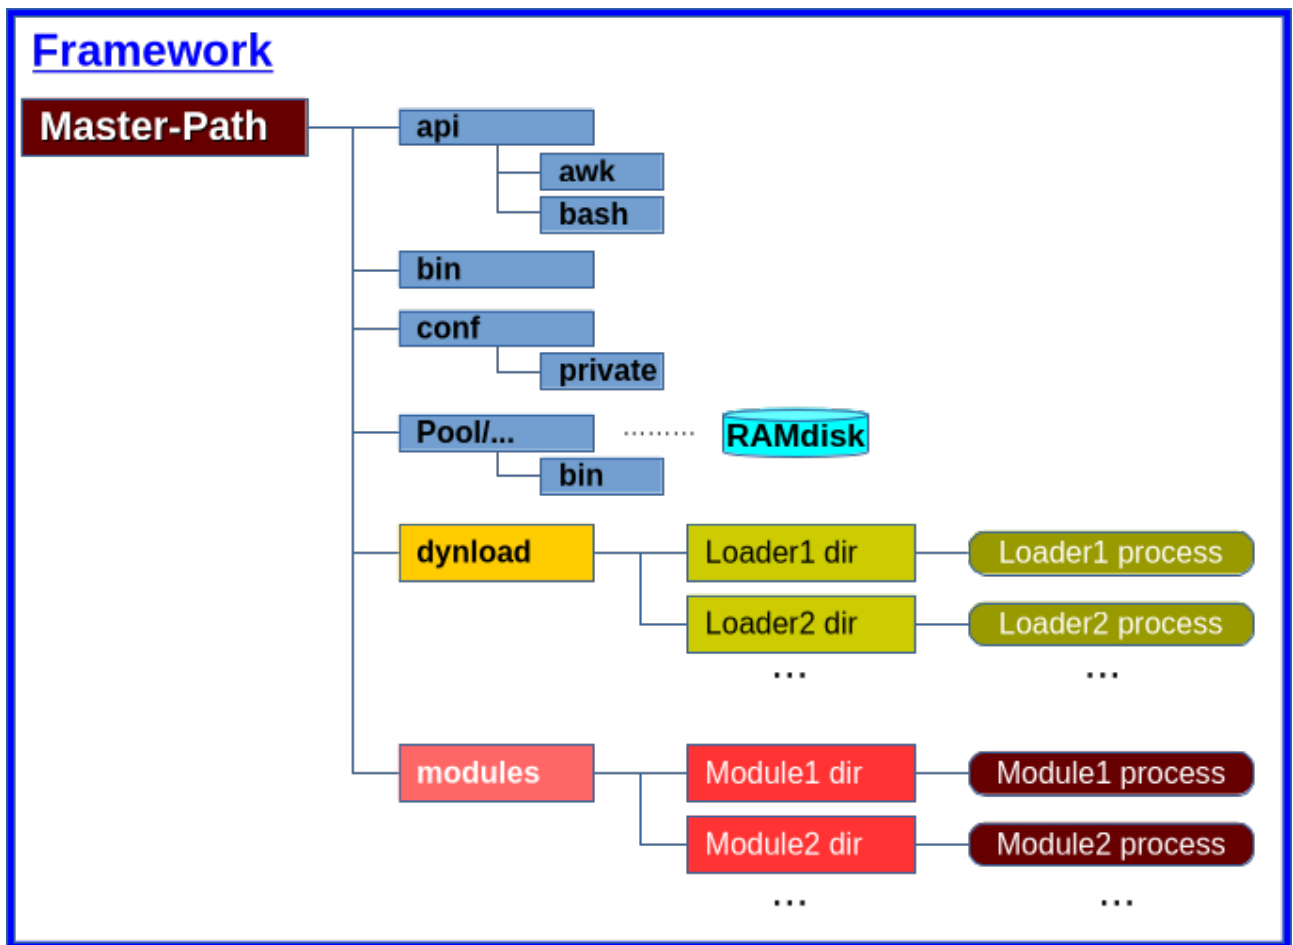 Framework
Master-Path
api
awk
bash
bin
conf
private
Pool/...
.........
RAMdisk
bin
dynload
Loader1 dir
Loader1 process
Loader2 dir
Loader2 process
...
...
modules
Module1 dir
Module1 process
Module2 dir
Module2 process
...
...